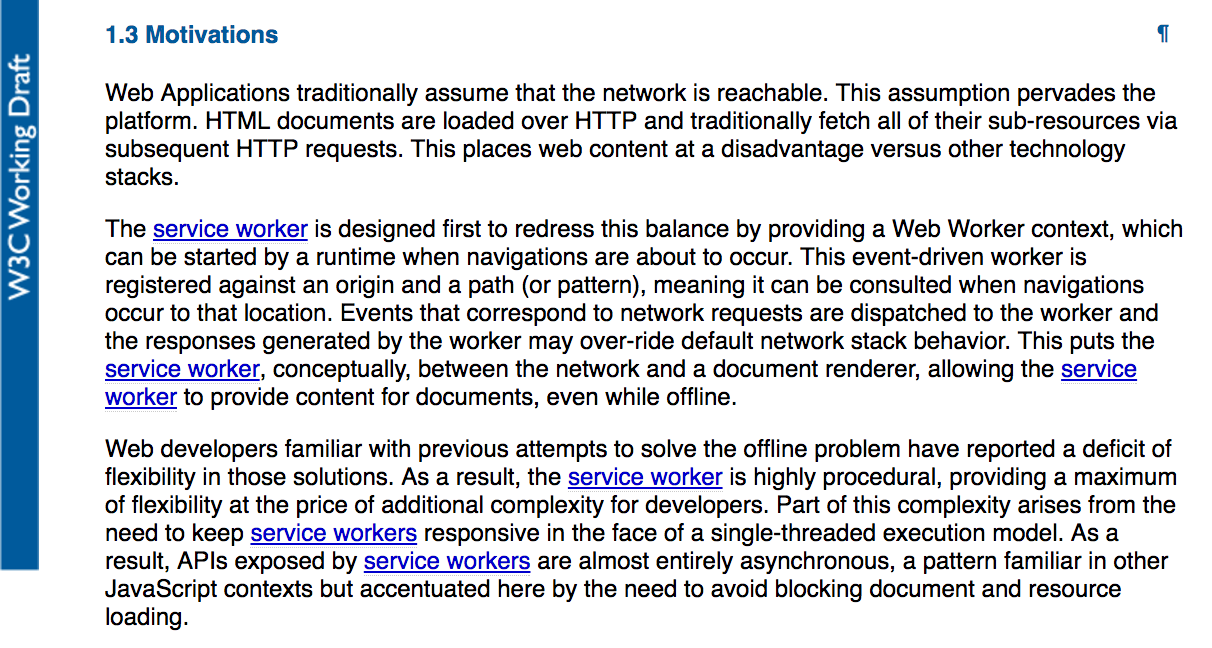 W3C Working Draft
1.3 Motivations ¶
Web Applications traditionally assume that the network is reachable. This assumption pervades the
platform. HTML documents are loaded over HTTP and traditionally fetch all of their sub-resources via
subsequent HTTP requests. This places web content at a disadvantage versus other technology
stacks.
The service worker is designed first to redress this balance by providing a Web Worker context, which
can be started by a runtime when navigations are about to occur. This event-driven worker is
registered against an origin and a path (or pattern), meaning it can be consulted when navigations
occur to that location. Events that correspond to network requests are dispatched to the worker and
the responses generated by the worker may over-ride default network stack behavior. This puts the
service worker, conceptually, between the network and a document renderer, allowing the service
worker to provide content for documents, even while offline.
Web developers familiar with previous attempts to solve the offline problem have reported a deficit of
flexibility in those solutions. As a result, the service worker is highly procedural, providing a maximum
of flexibility at the price of additional complexity for developers. Part of this complexity arises from the
need to keep service workers responsive in the face of a single-threaded execution model. As a
result, APIs exposed by service workers are almost entirely asynchronous, a pattern familiar in other
JavaScript contexts but accentuated here by the need to avoid blocking document and resource
loading.